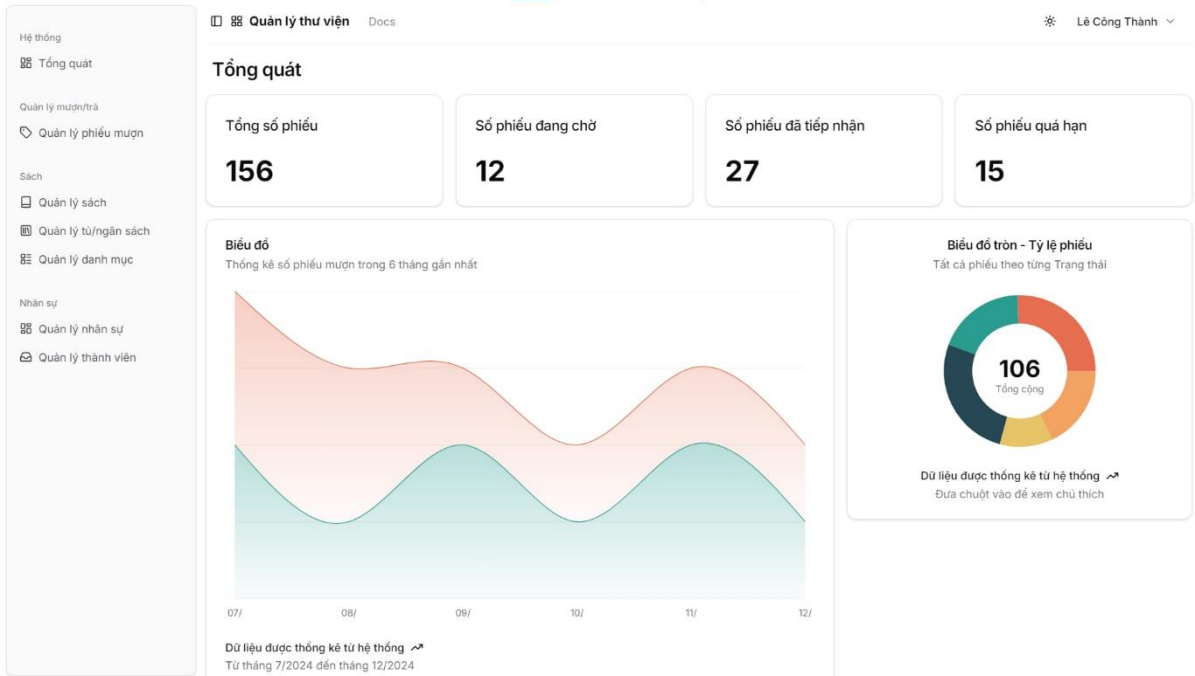 Hệ thống
Tổng quát
Quản lý mượn/trả
Quản lý phiếu mượn
Sách
Quản lý sách
Quản lý tủ/ngăn sách
Quản lý danh mục
Nhân sự
Quản lý nhân sự
Quản lý thành viên
Quản lý thư viện Docs
Lê Công Thành
Tổng quát
Tổng số phiếu
156
Số phiếu đang chờ
12
Số phiếu đã tiếp nhận
27
Số phiếu quá hạn
15
Biểu đồ
Thống kê số phiếu mượn trong 6 tháng gần nhất
07/ 08/ 09/ 10/ 11/ 12/
Dữ liệu được thống kê từ hệ thống
Từ tháng 7/2024 đến tháng 12/2024
Biểu đồ tròn - Tỷ lệ phiếu
Tất cả phiếu theo từng Trạng thái
106
Tổng cộng
Dữ liệu được thống kê từ hệ thống
Đưa chuột vào để xem chú thích